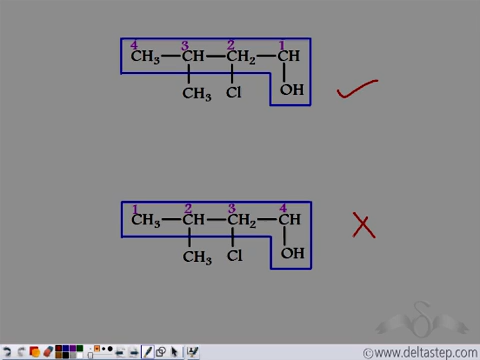 4 3 2 1
CH₃ CH CH₂ CH
CH₃ Cl OH
1 2 3 4
CH₃ CH CH₂ CH
CH₃ Cl OH
©www.deltastep.com